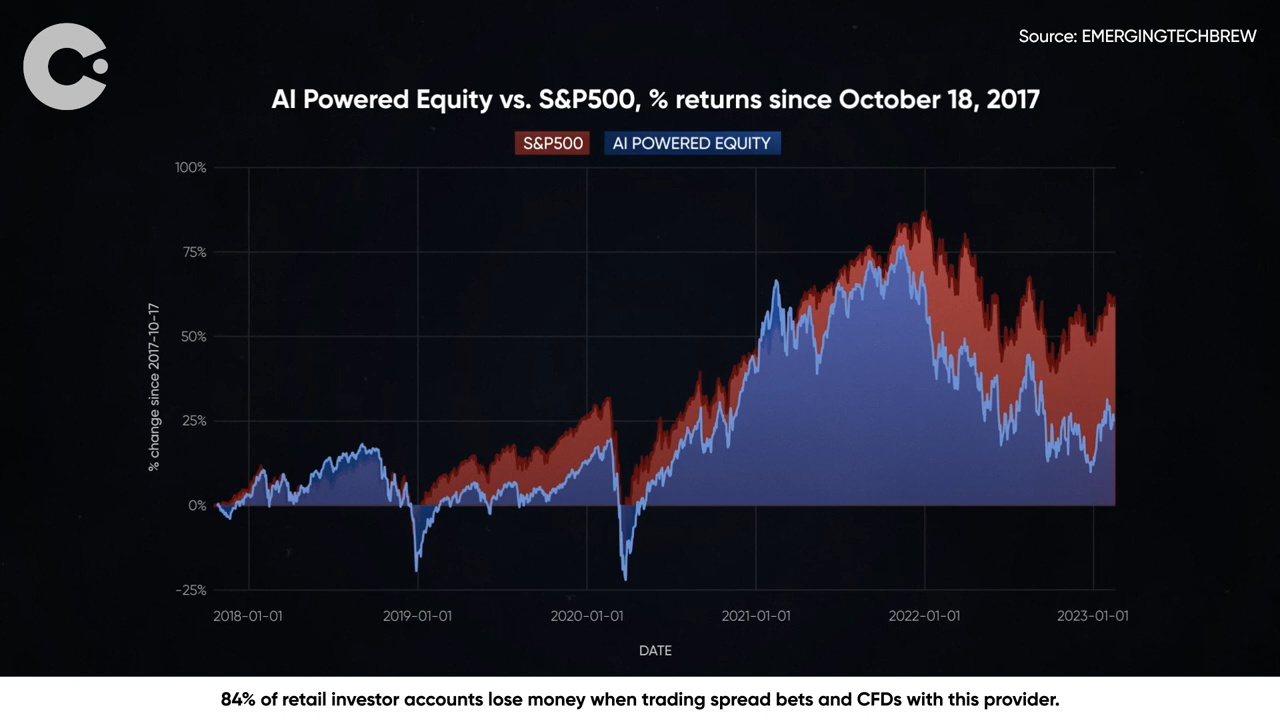 Source: EMERGINGTECHBREW
AI Powered Equity vs. S&P500, % returns since October 18, 2017
S&P500 AI POWERED EQUITY
100%
75%
50%
25%
0%
-25%
% change since 2017-10-17
2018-01-01 2019-01-01 2020-01-01 2021-01-01 2022-01-01 2023-01-01
DATE
84% of retail investor accounts lose money when trading spread bets and CFDs with this provider.